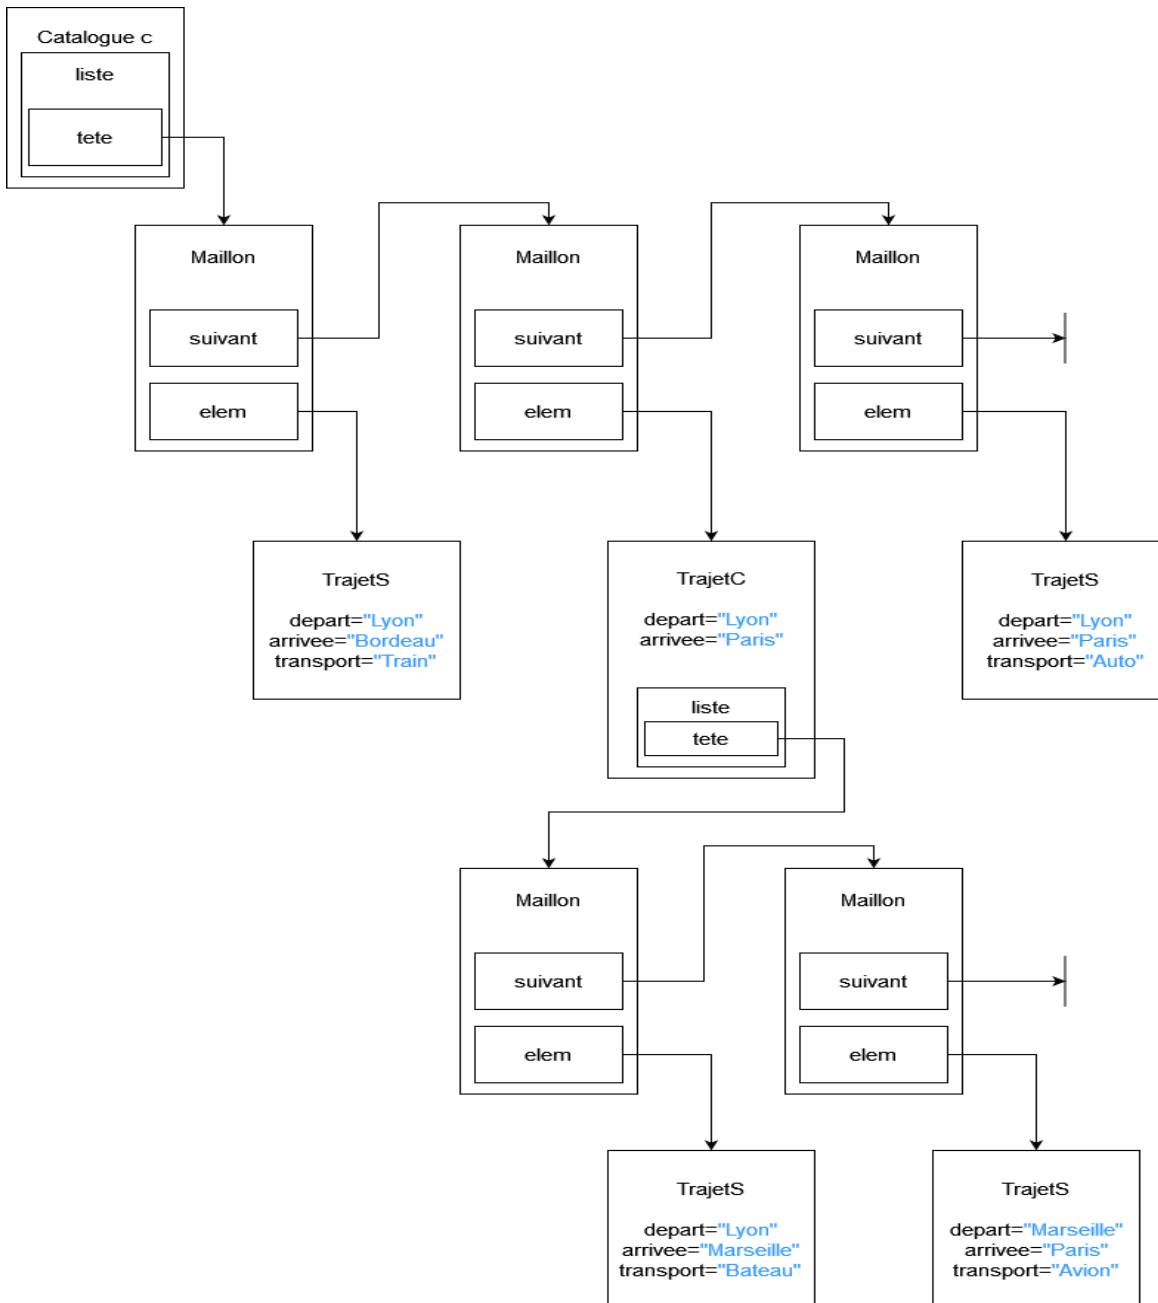 Catalogue c
liste
tete
Maillon
suivant
elem
Maillon
suivant
elem
Maillon
suivant
elem
TrajetS
depart="Lyon"
arrivee="Bordeau"
transport="Train"
TrajetC
depart="Lyon"
arrivee="Paris"
liste
tete
TrajetS
depart="Lyon"
arrivee="Paris"
transport="Auto"
Maillon
suivant
elem
Maillon
suivant
elem
TrajetS
depart="Lyon"
arrivee="Marseille"
transport="Bateau"
TrajetS
depart="Marseille"
arrivee="Paris"
transport="Avion"